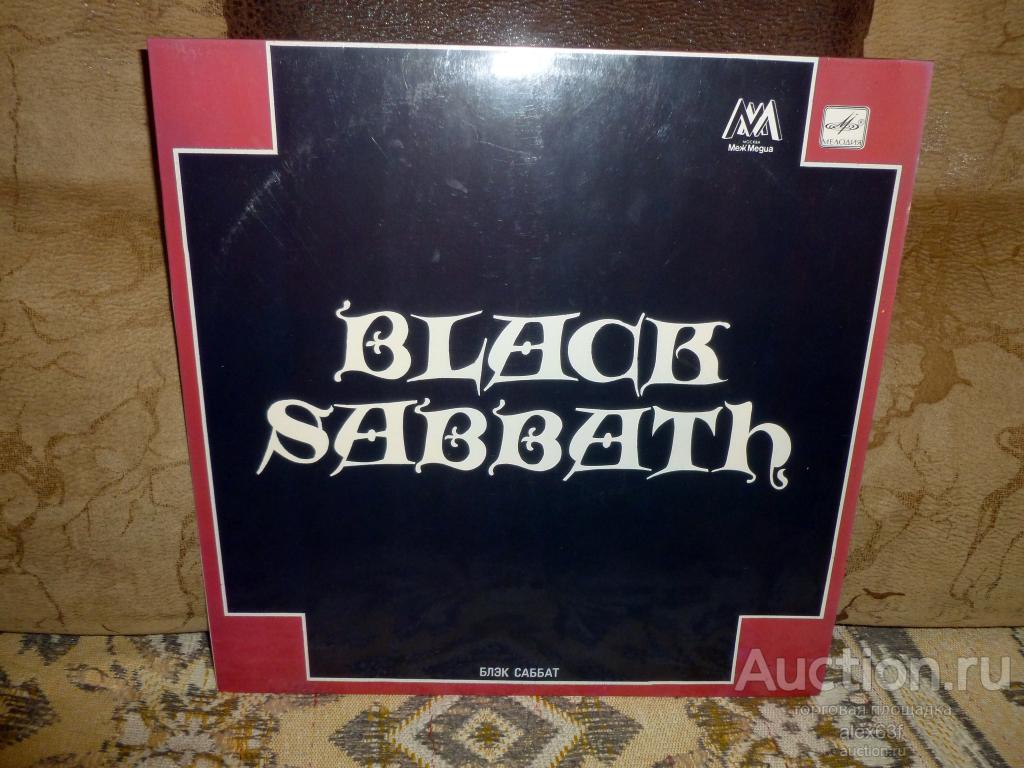 МОСКВА
МежМедиа
МЕЛОДИЯ
BLACK
SABBATH
БЛЭК САББАТ
Auction.ru
торговая площадка
alex63f
auction.ru